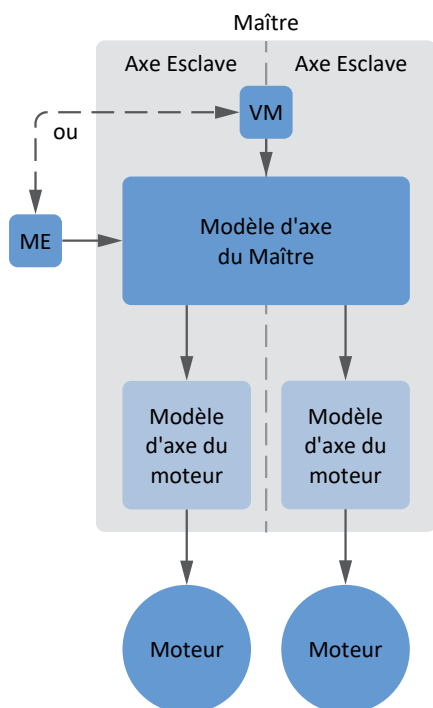 Maître
Axe Esclave
Axe Esclave
VM
ou
ME
Modèle d'axe
du Maître
Modèle
d'axe du
moteur
Modèle
d'axe du
moteur
Moteur
Moteur